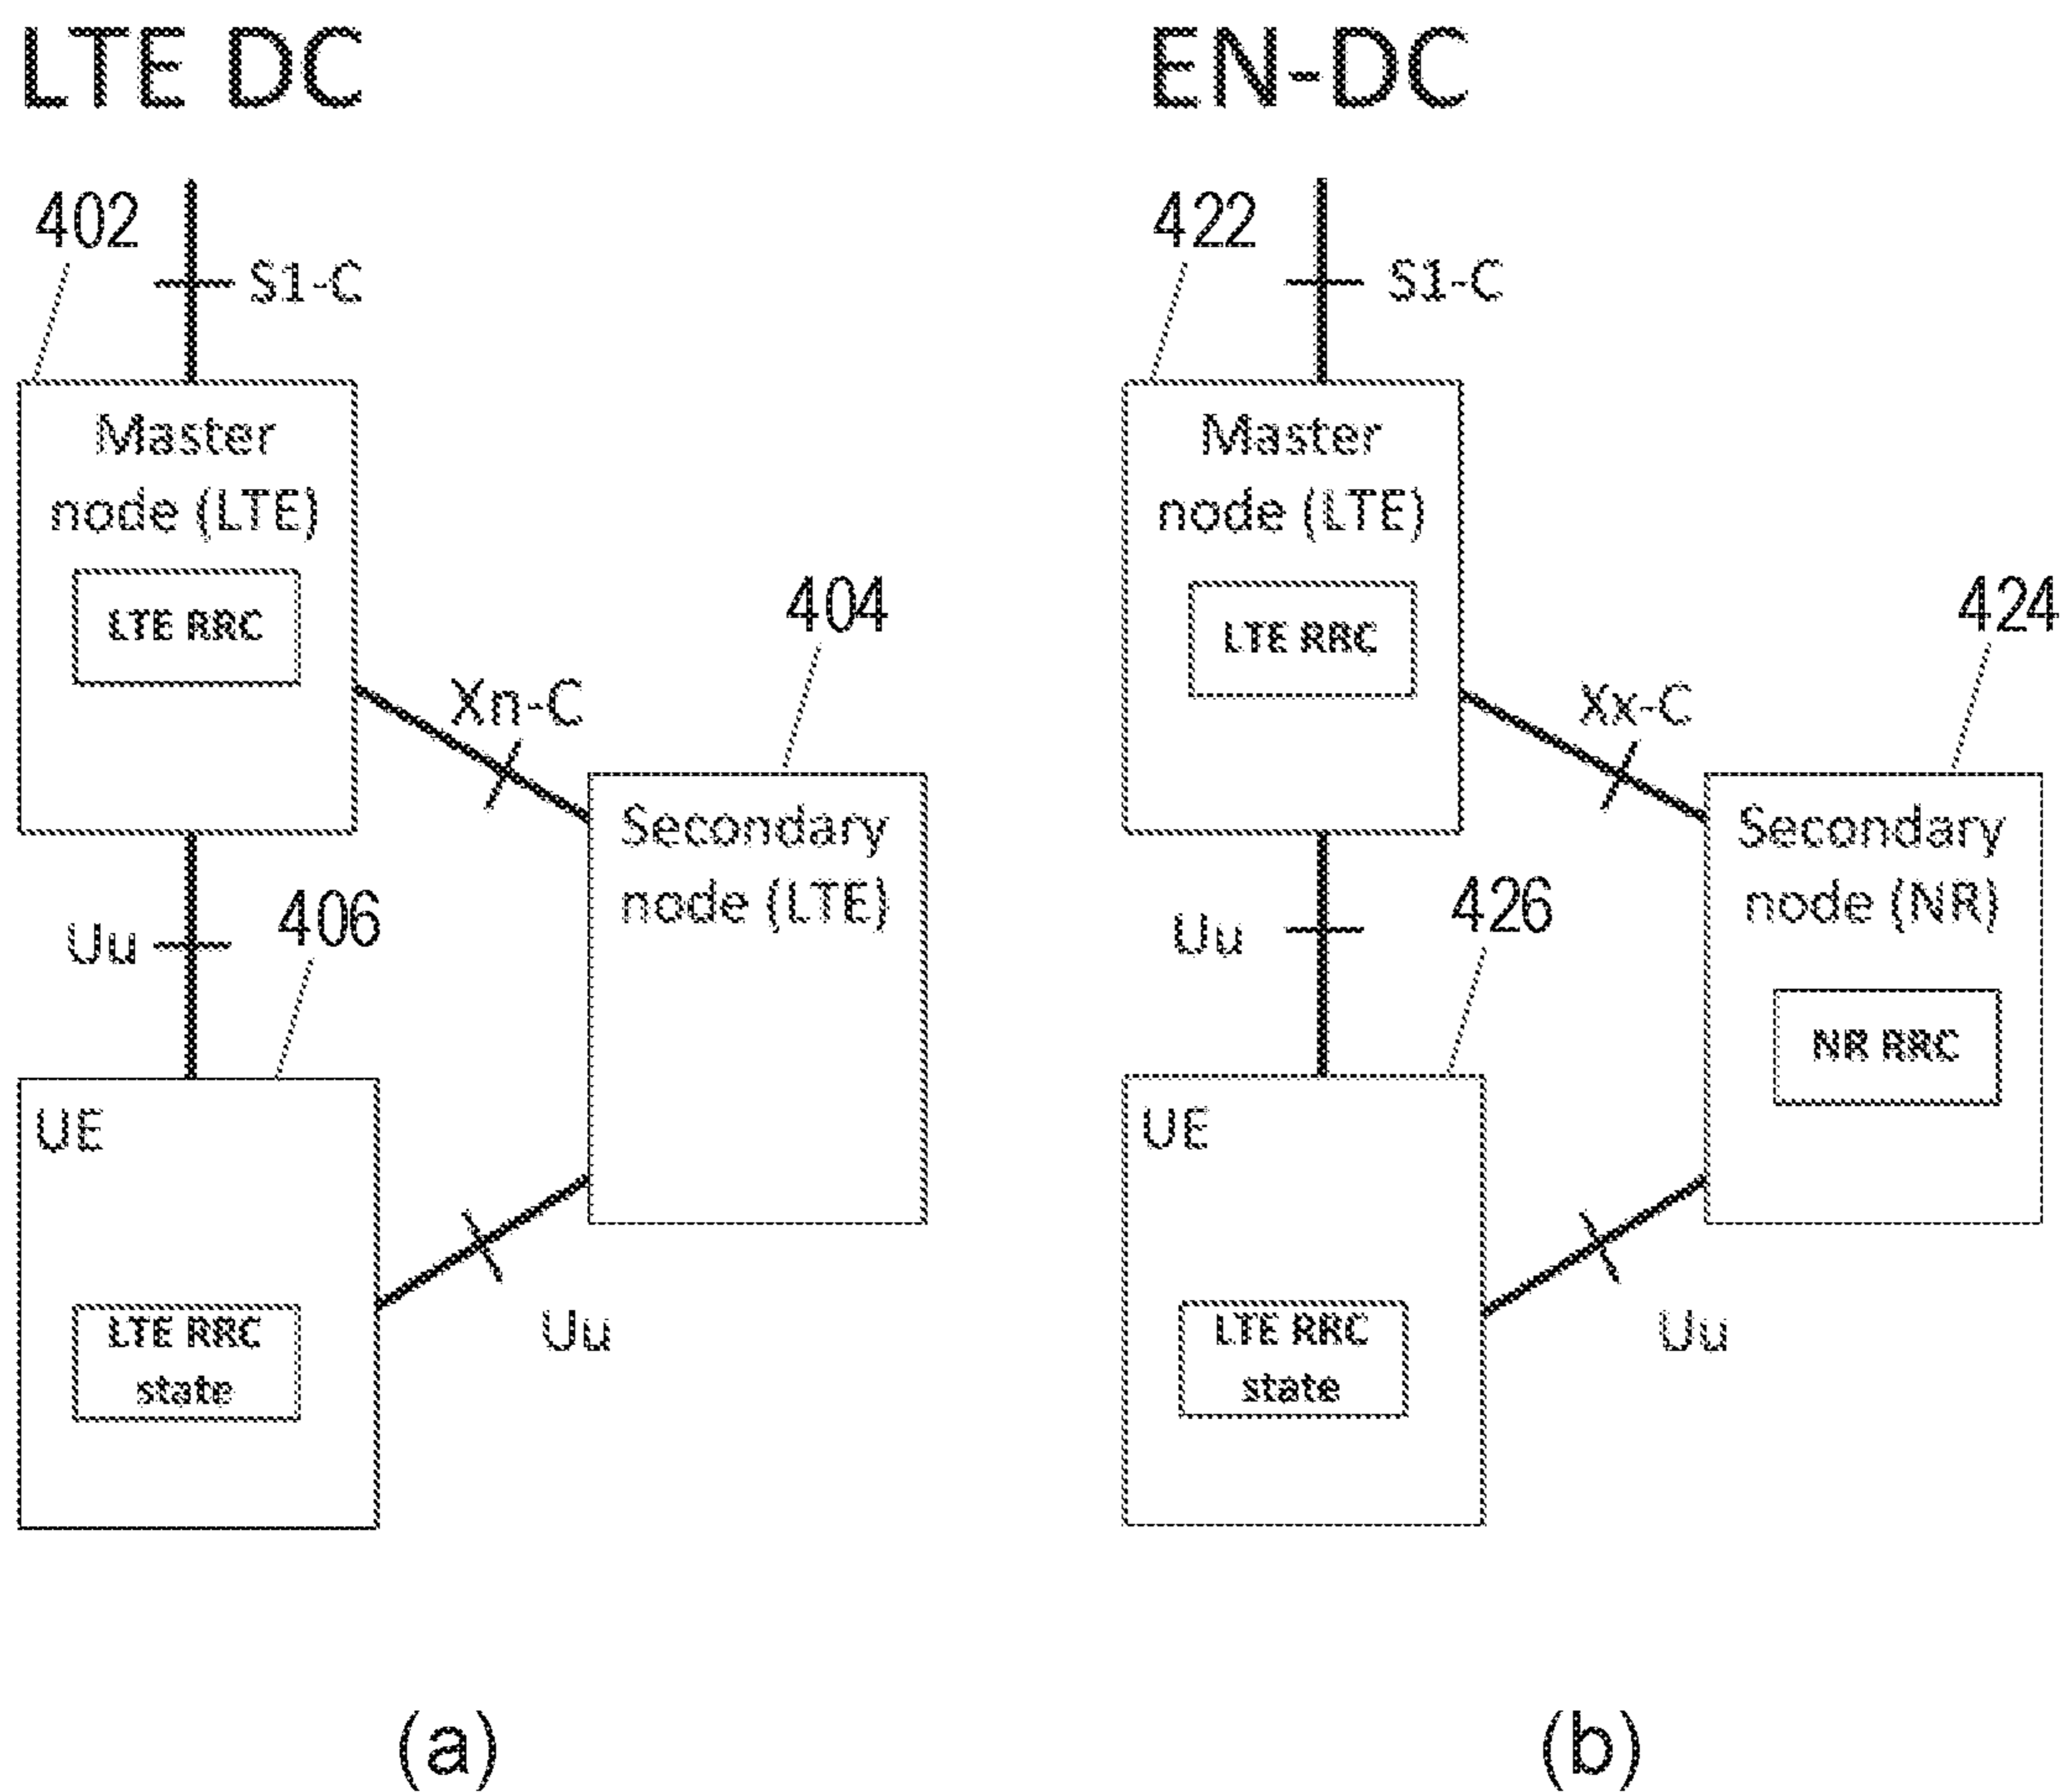 LTE DC
402
S1-C
Master
node (LTE)
LTE RRC
Xn-C
404
Secondary
node (LTE)
Uu
406
UE
LTE RRC
state
Uu
(a)
EN-DC
422
S1-C
Master
node (LTE)
LTE RRC
Xx-C
424
Secondary
node (NR)
NR RRC
Uu
426
UE
LTE RRC
state
Uu
(b)